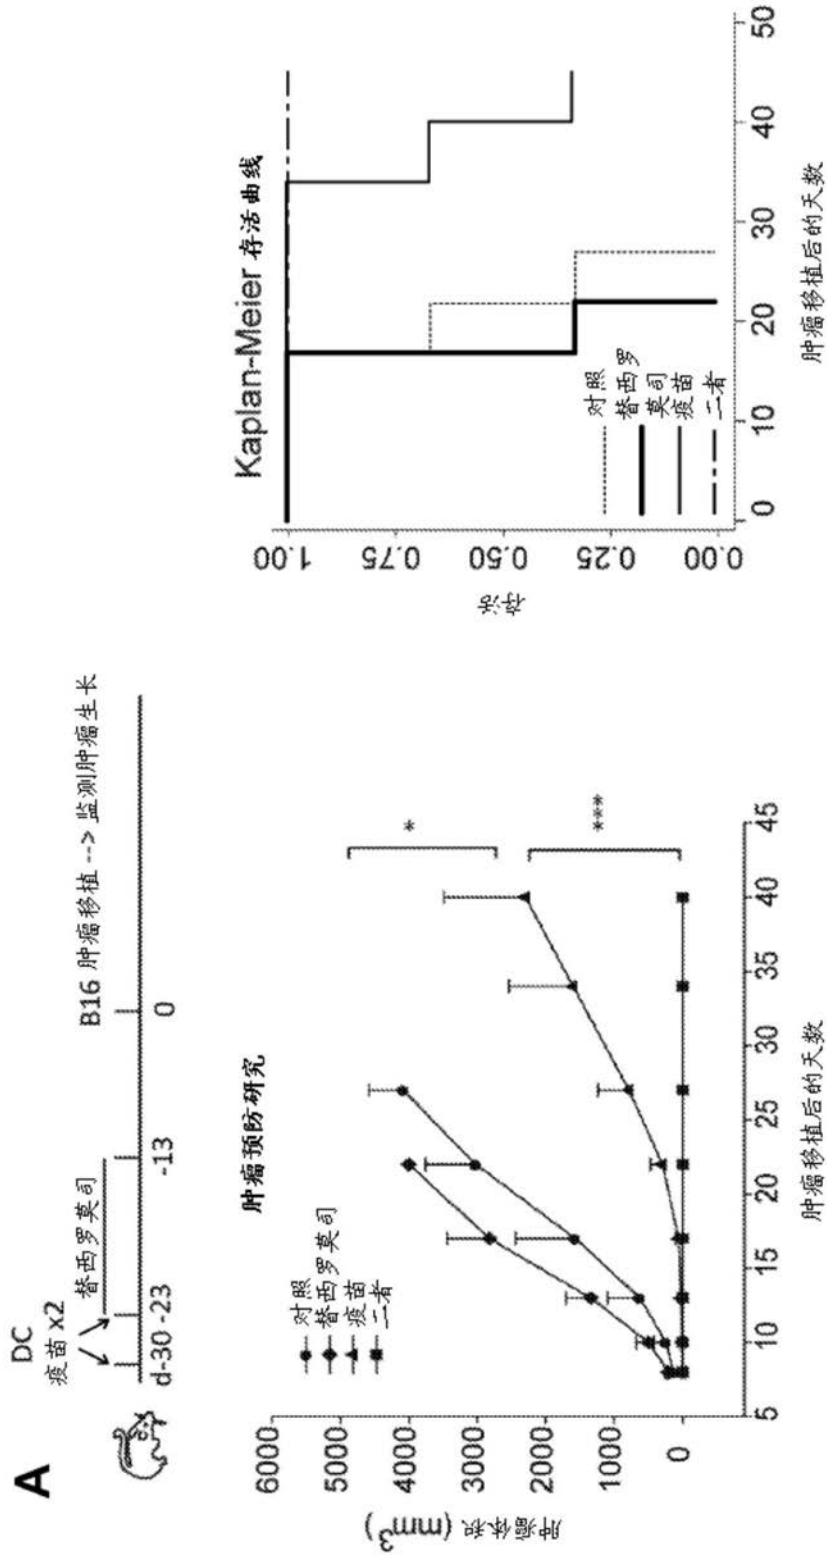 A
DC
疫苗 x2
替西罗莫司
B16 肿瘤移植 --> 监测肿瘤生长
d-30 -23 -13 0
肿瘤预防研究
对照
替西罗莫司
疫苗
二者
*
***
肿瘤体积 (mm³)
6000
5000
4000
3000
2000
1000
0
5 10 15 20 25 30 35 40 45
肿瘤移植后的天数
Kaplan-Meier 存活曲线
存活
1.00
0.75
0.50
0.25
0.00
对照
替西罗
莫司
疫苗
二者
0 10 20 30 40 50
肿瘤移植后的天数